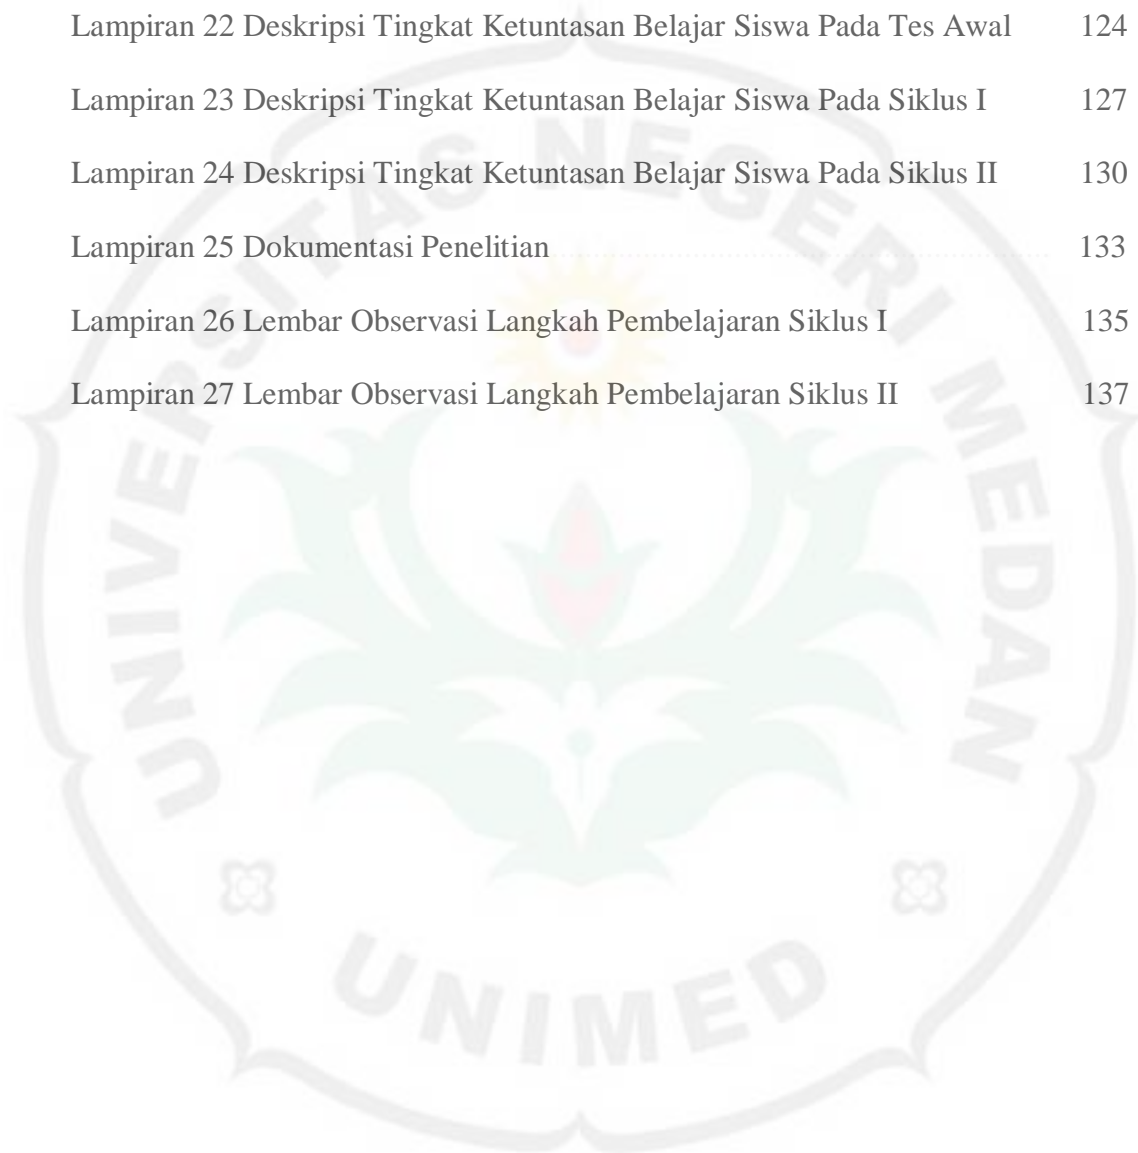 Lampiran 22 Deskripsi Tingkat Ketuntasan Belajar Siswa Pada Tes Awal 124
Lampiran 23 Deskripsi Tingkat Ketuntasan Belajar Siswa Pada Siklus I 127
Lampiran 24 Deskripsi Tingkat Ketuntasan Belajar Siswa Pada Siklus II 130
Lampiran 25 Dokumentasi Penelitian ........................................................ 133
Lampiran 26 Lembar Observasi Langkah Pembelajaran Siklus I 135
Lampiran 27 Lembar Observasi Langkah Pembelajaran Siklus II 137
UNIVERSITAS NEGERI MEDAN
UNIMED